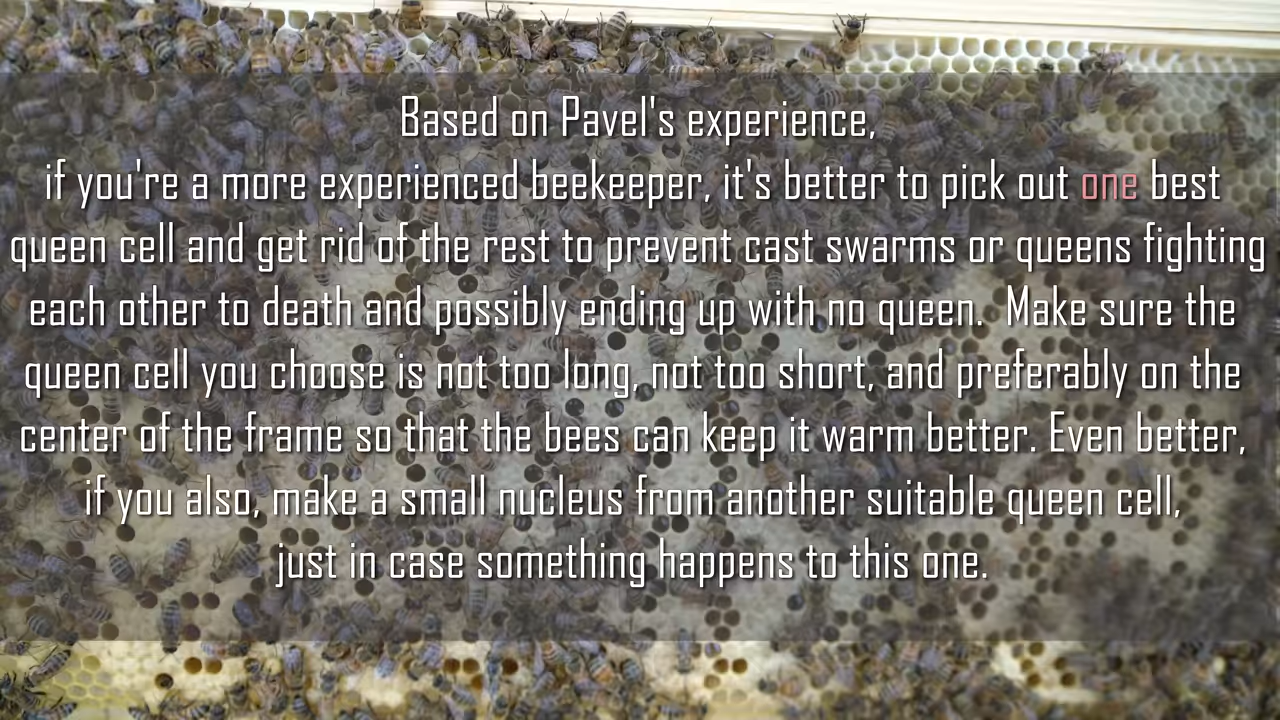 Based on Pavel's experience,
if you're a more experienced beekeeper, it's better to pick out one best
queen cell and get rid of the rest to prevent cast swarms or queens fighting
each other to death and possibly ending up with no queen.  Make sure the
queen cell you choose is not too long, not too short, and preferably on the
center of the frame so that the bees can keep it warm better. Even better,
if you also, make a small nucleus from another suitable queen cell,
just in case something happens to this one.